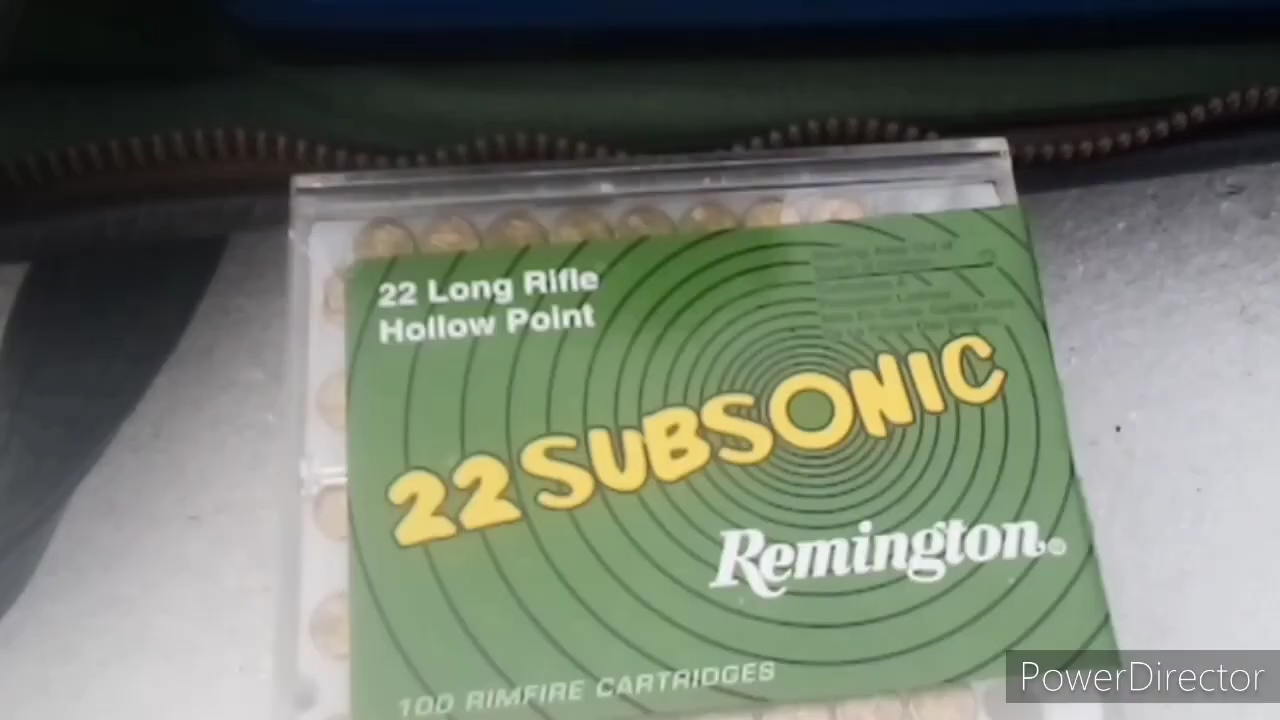 22 Long Rifle
Hollow Point
22 SUBSONIC
Remington®
100 RIMFIRE CARTRIDGES
PowerDirector